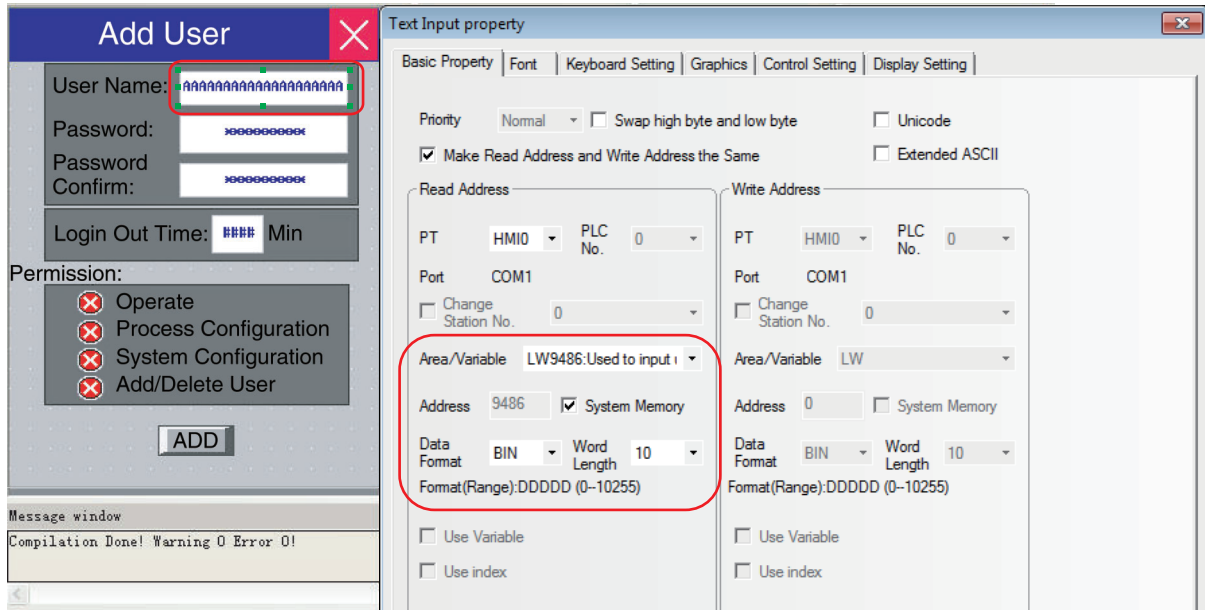 Add User
User Name: AAAAAAAAAAAAAAAAAAAA
Password: **********
Password
Confirm: **********
Login Out Time: #### Min
Permission:
Operate
Process Configuration
System Configuration
Add/Delete User
ADD
Message window
Compilation Done! Warning 0 Error 0!
Text Input property
Basic Property Font Keyboard Setting Graphics Control Setting Display Setting
Priority Normal Swap high byte and low byte Unicode
Make Read Address and Write Address the Same Extended ASCII
Read Address
PT HMI0 PLC No. 0
Port COM1
Change Station No. 0
Area/Variable LW9486:Used to input
Address 9486 System Memory
Data Format BIN Word Length 10
Format(Range):DDDDD (0--10255)
Use Variable
Use index
Write Address
PT HMI0 PLC No. 0
Port COM1
Change Station No. 0
Area/Variable LW
Address 0 System Memory
Data Format BIN Word Length 10
Format(Range):DDDDD (0--10255)
Use Variable
Use index